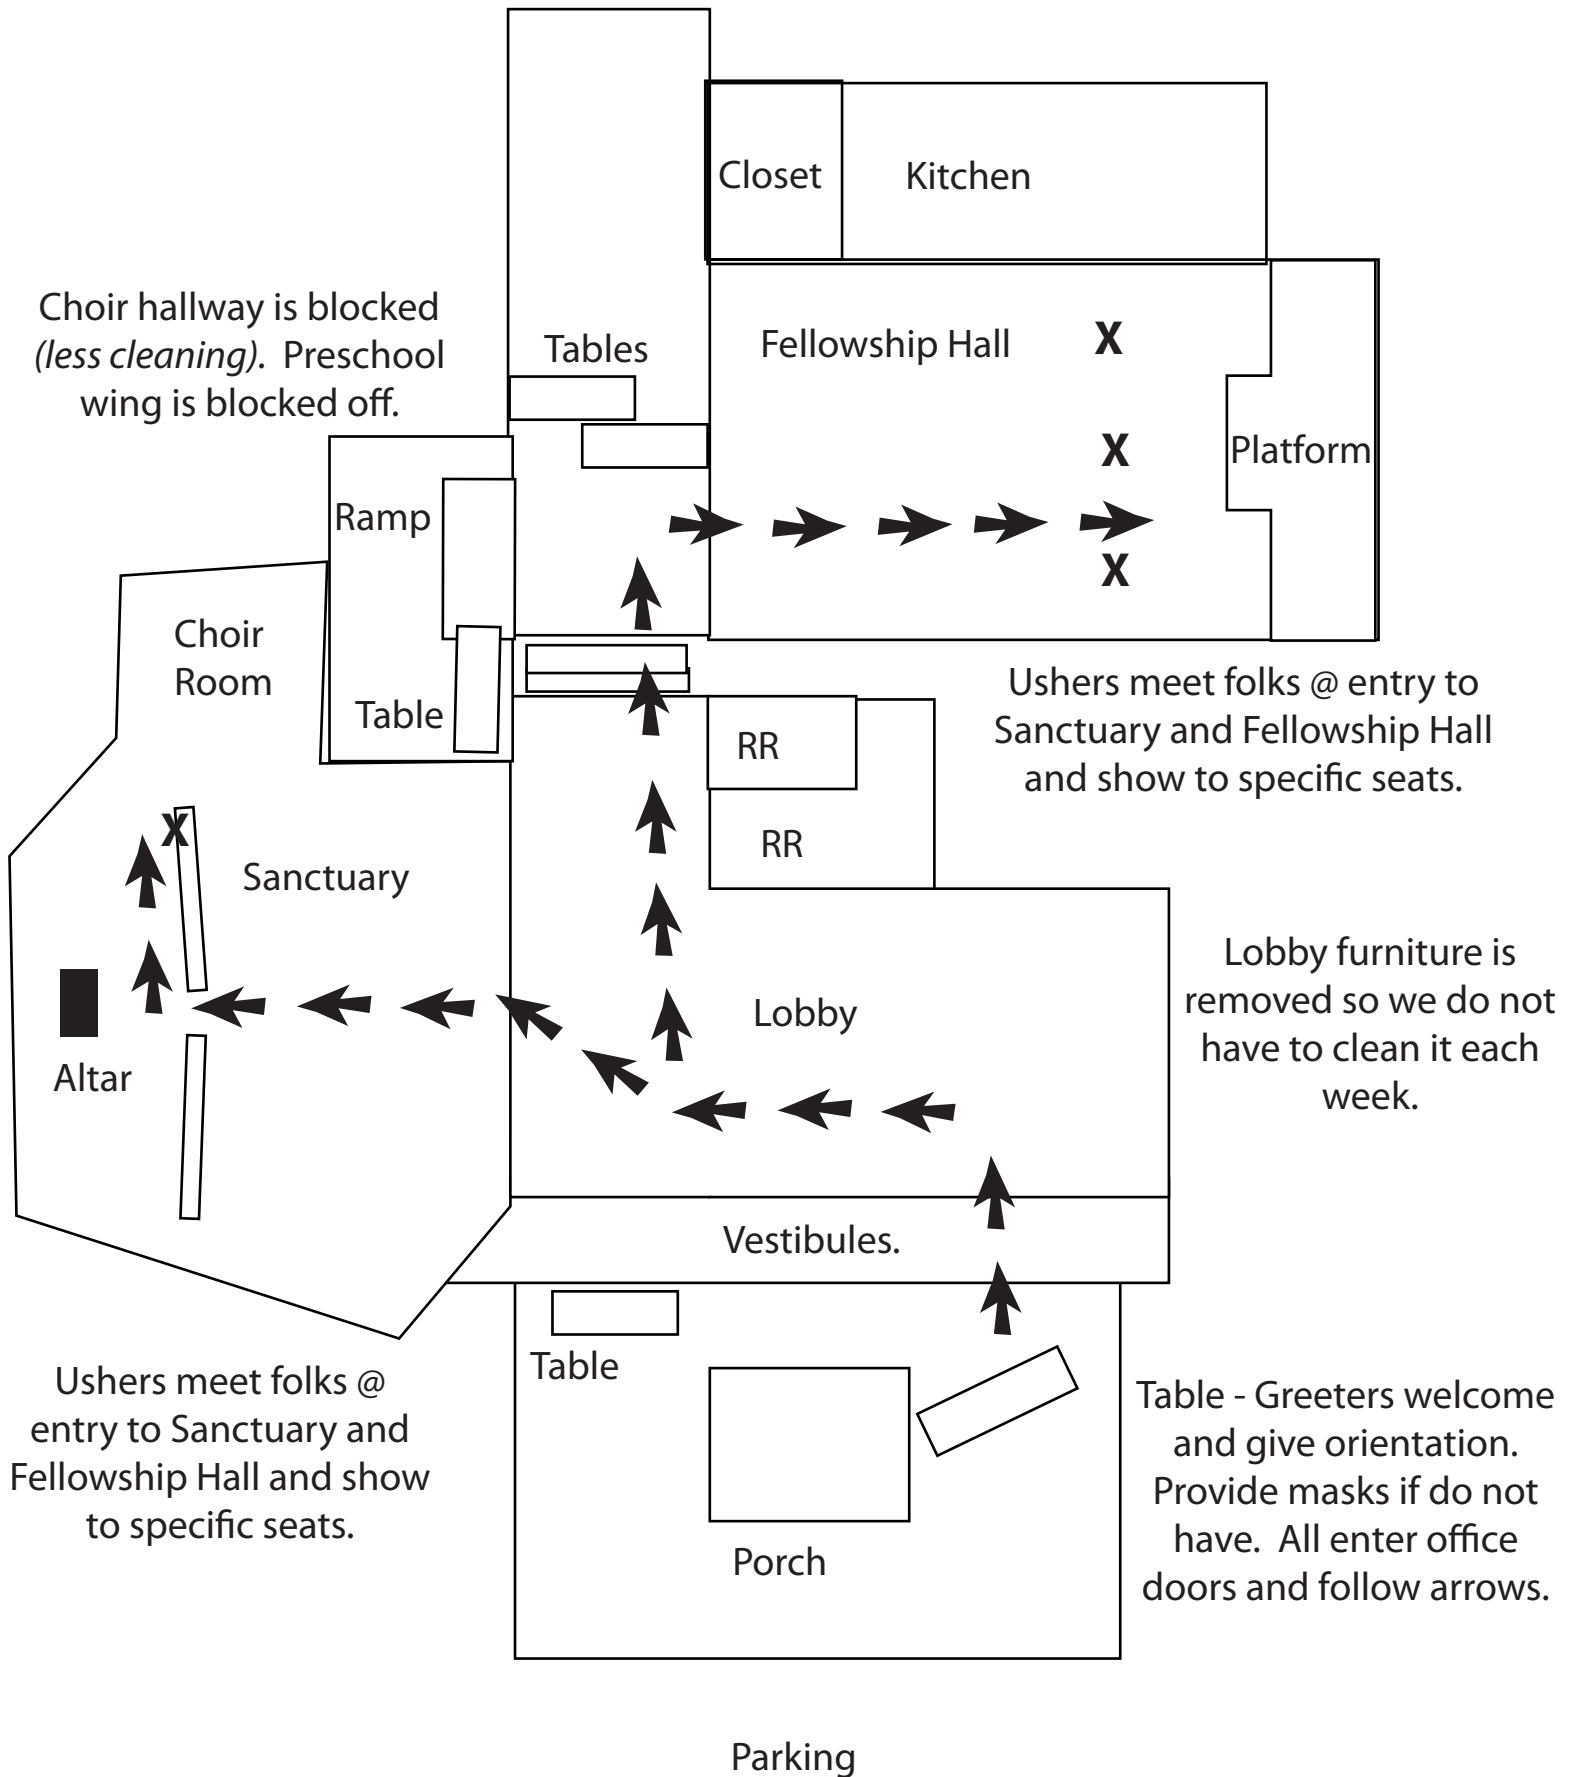 Closet
Kitchen
Choir hallway is blocked
(less cleaning).  Preschool
wing is blocked off.
Tables
Fellowship Hall
X
X
Platform
X
Ramp
Choir
Room
Table
Ushers meet folks @ entry to
Sanctuary and Fellowship Hall
and show to specific seats.
RR
RR
X
Sanctuary
Lobby furniture is
removed so we do not
have to clean it each
week.
Lobby
Altar
Vestibules.
Table
Ushers meet folks @
entry to Sanctuary and
Fellowship Hall and show
to specific seats.
Table - Greeters welcome
and give orientation.
Provide masks if do not
have.  All enter office
doors and follow arrows.
Porch
Parking